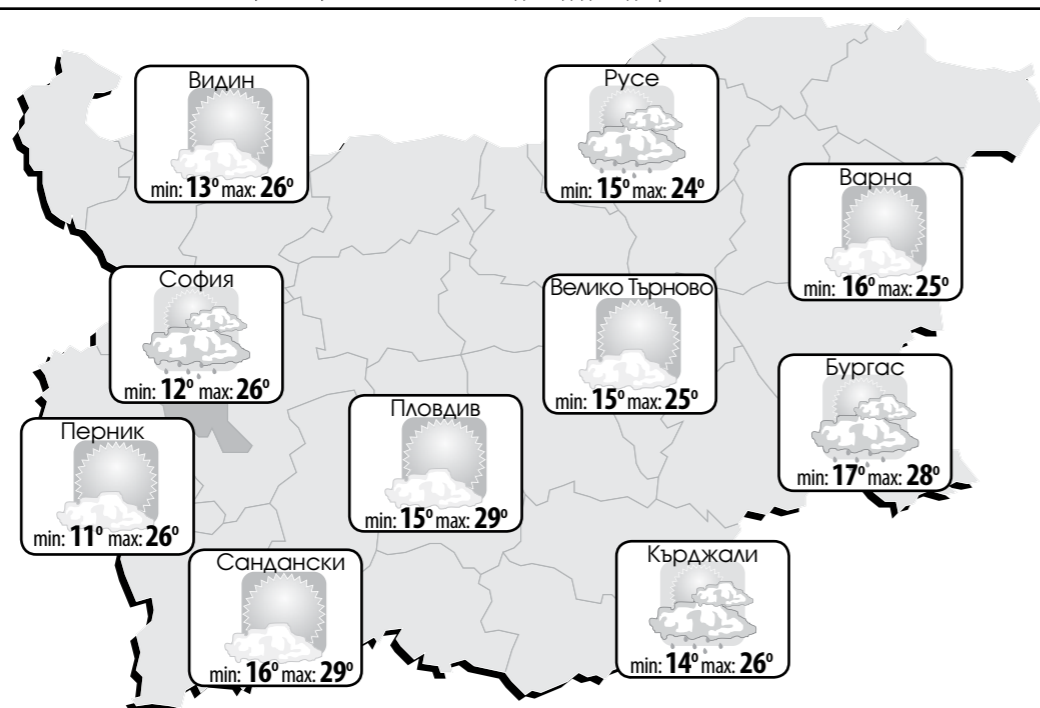 Видин
min: 13° max: 26°
Русе
min: 15° max: 24°
Варна
min: 16° max: 25°
София
min: 12° max: 26°
Велико Търново
min: 15° max: 25°
Бургас
min: 17° max: 28°
Пловдив
min: 15° max: 29°
Перник
min: 11° max: 26°
Сандански
min: 16° max: 29°
Кърджали
min: 14° max: 26°